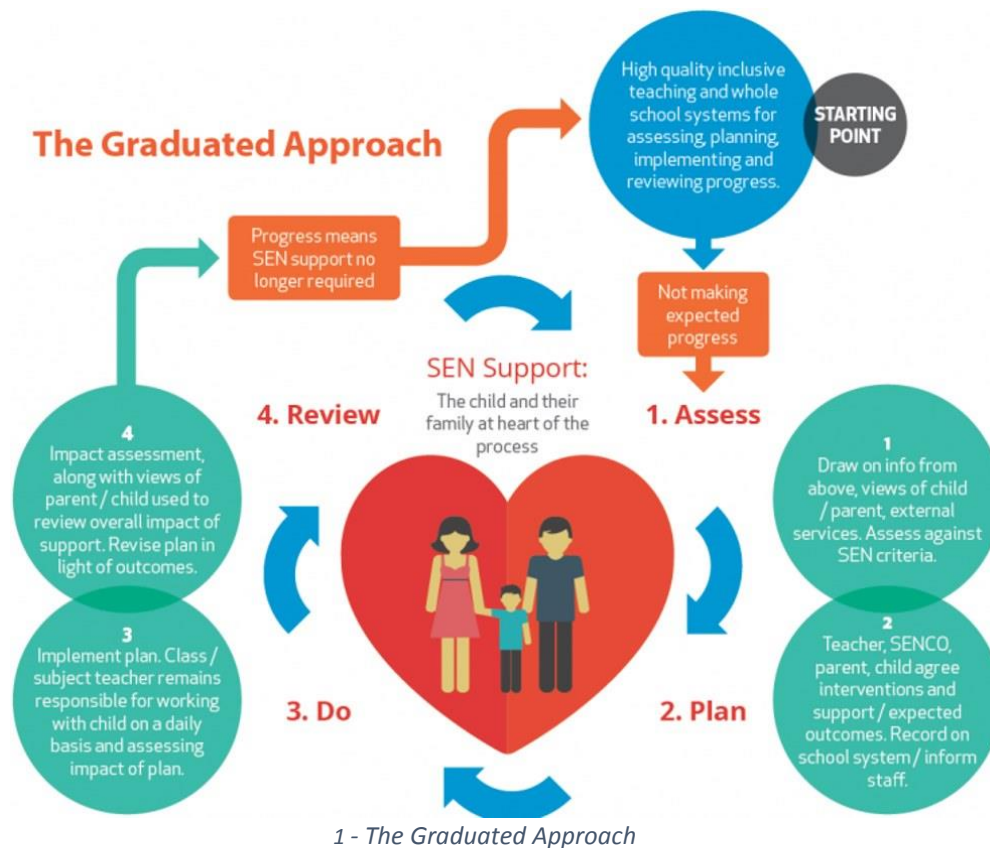 The Graduated Approach
High quality inclusive
teaching and whole
school systems for
assessing, planning,
implementing and
reviewing progress.
STARTING
POINT
Progress means
SEN support no
longer required
Not making
expected
progress
SEN Support:
The child and their
family at heart of the
process
1. Assess
1
Draw on info from
above, views of child
/ parent, external
services. Assess against
SEN criteria.
2. Plan
2
Teacher, SENCO,
parent, child agree
interventions and
support / expected
outcomes. Record on
school system / inform
staff.
3. Do
3
Implement plan. Class /
subject teacher remains
responsible for working
with child on a daily
basis and assessing
impact of plan.
4. Review
4
Impact assessment,
along with views of
parent / child used to
review overall impact of
support. Revise plan in
light of outcomes.
1 - The Graduated Approach